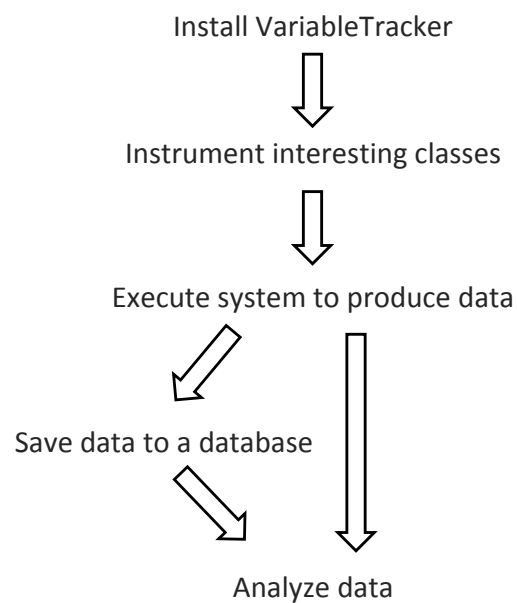 Install VariableTracker
Instrument interesting classes
Execute system to produce data
Save data to a database
Analyze data